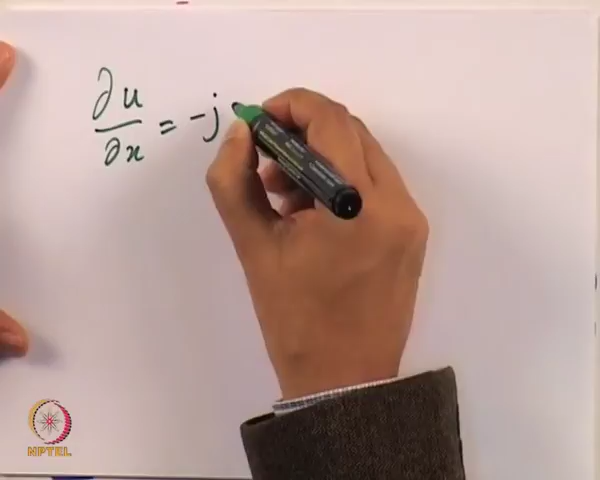 ∂u/∂x = -j
NPTEL